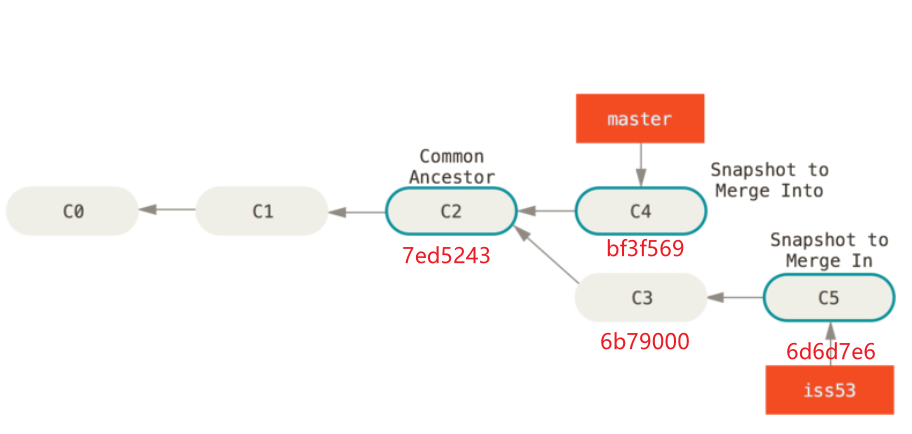 master
Common
Ancestor
Snapshot to
Merge Into
C0
C1
C2
C4
7ed5243
bf3f569
Snapshot to
Merge In
C3
C5
6b79000
6d6d7e6
iss53